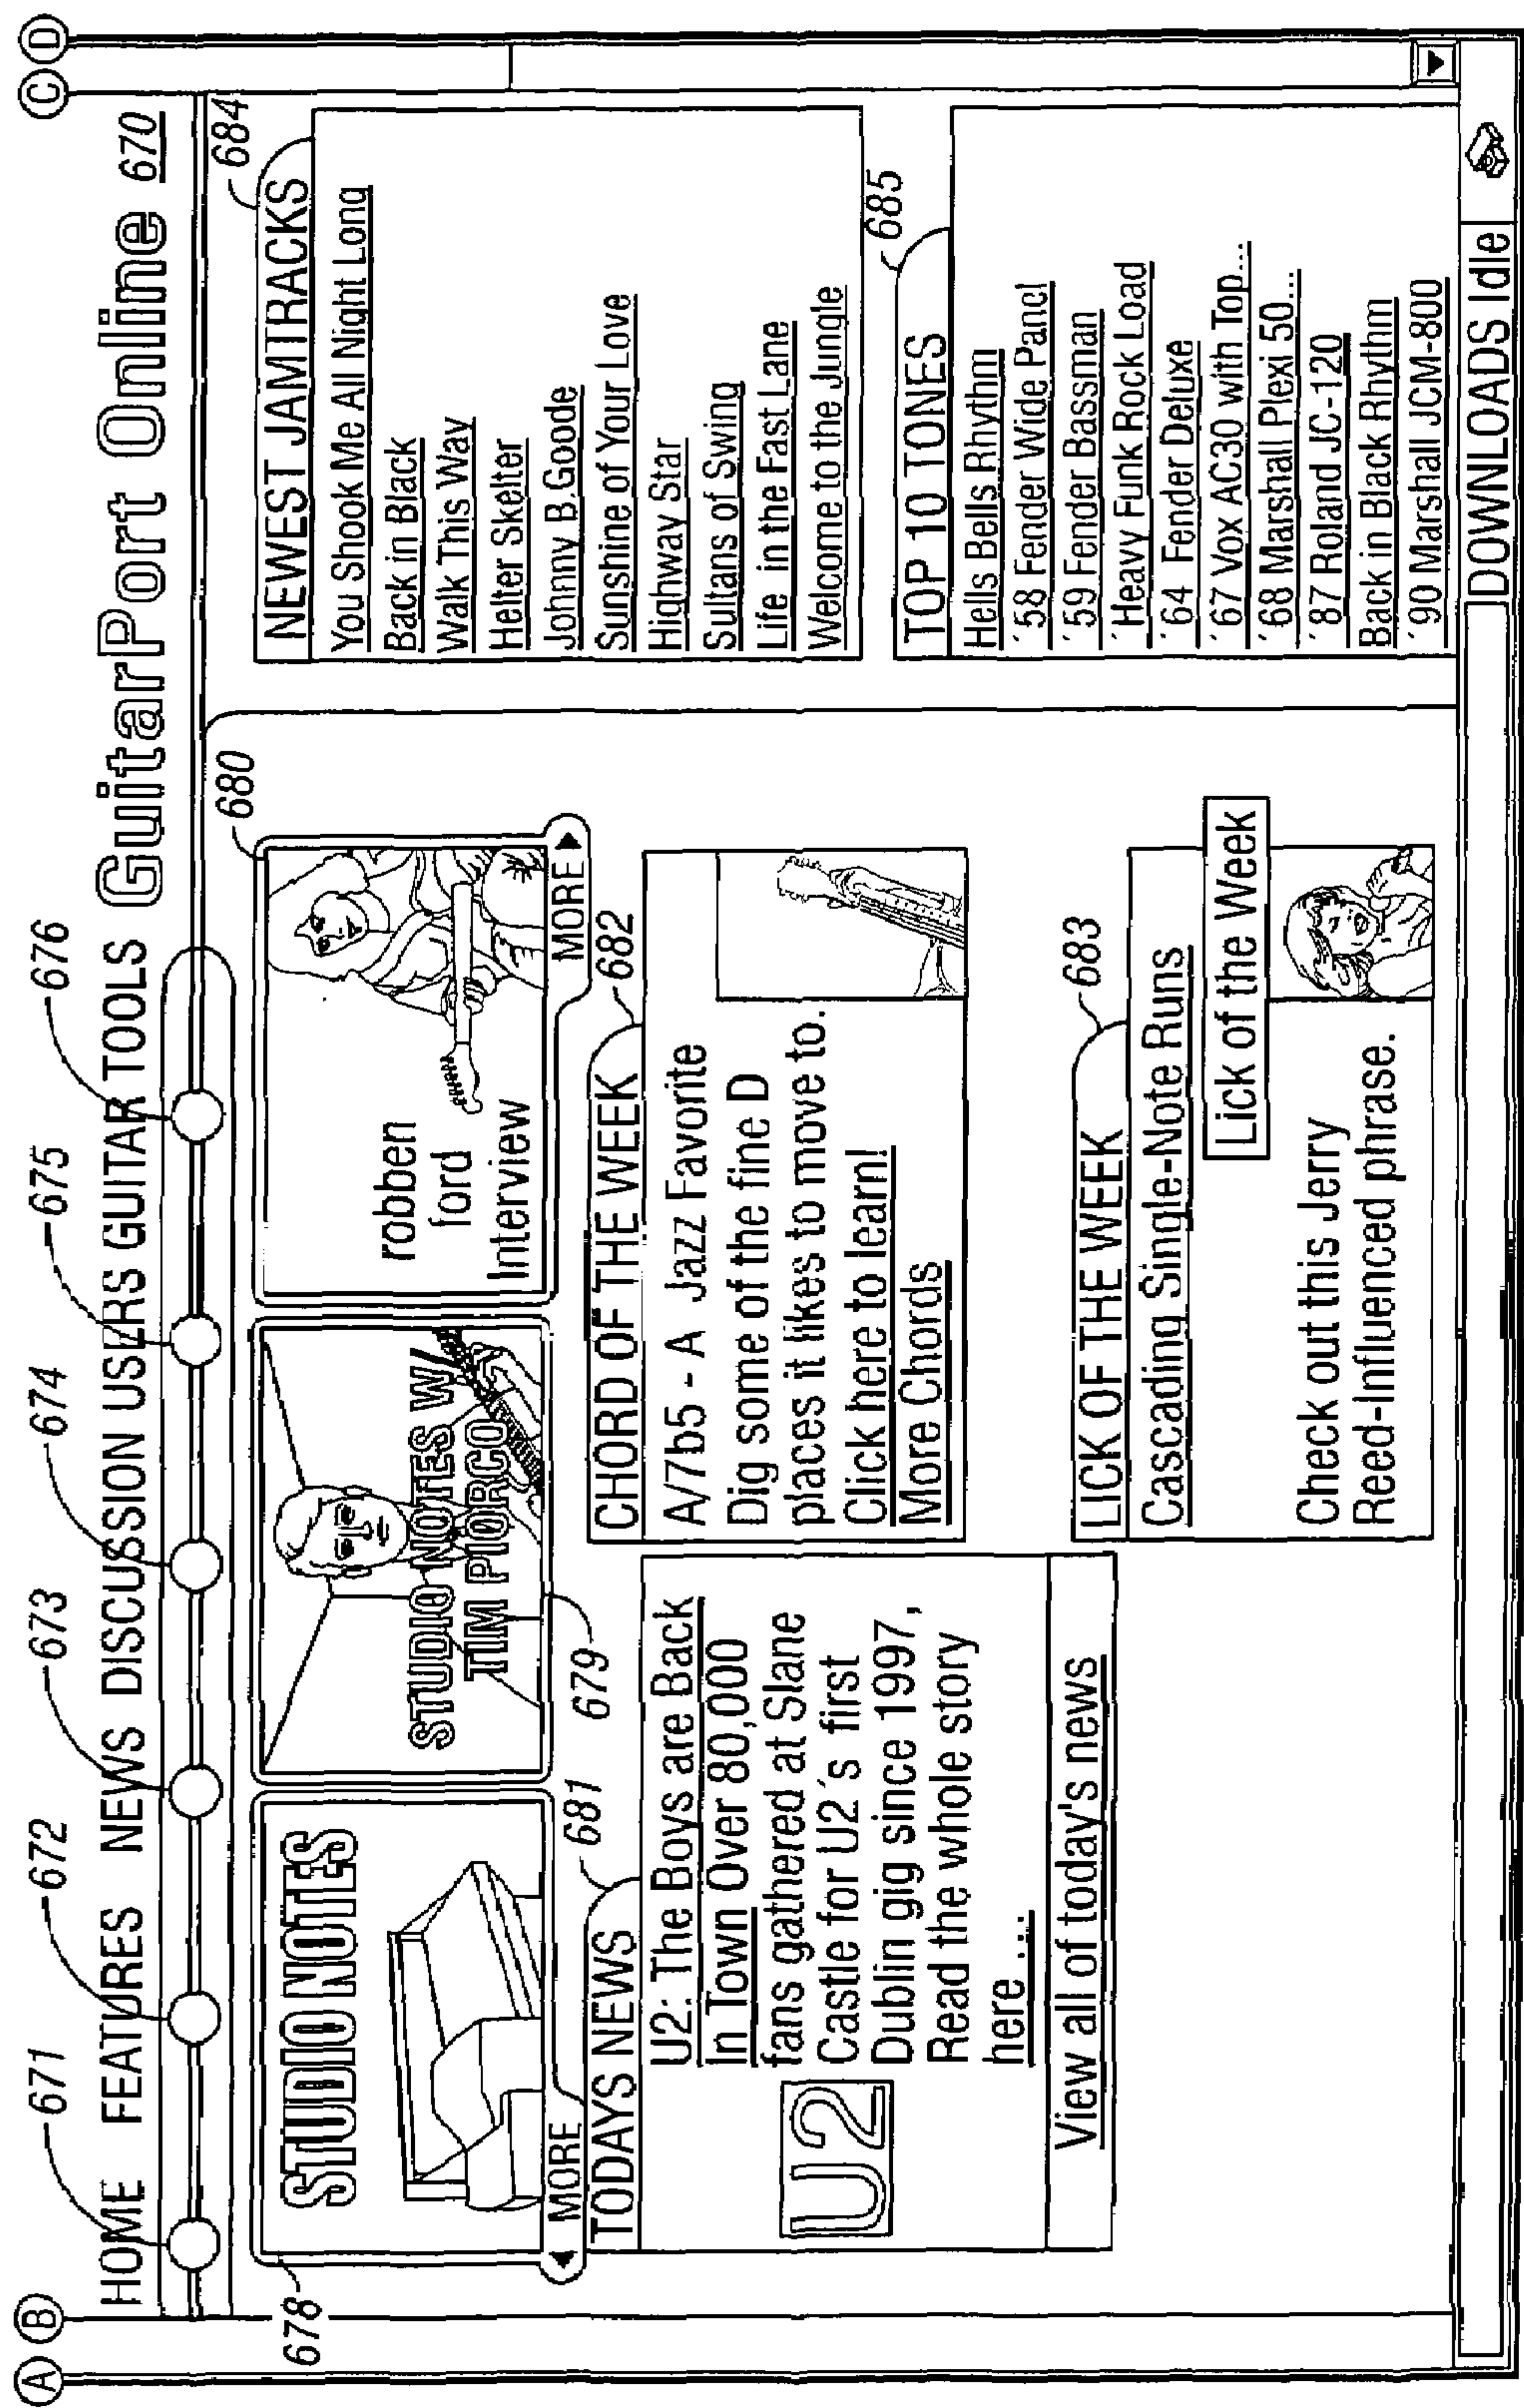 A B
C D
671
672
673
674
675
676
HOME FEATURES NEWS DISCUSSION USERS GUITAR TOOLS GuitarPort Online 670
678
STUDIO NOTES
MORE
STUDIO NOTES W/
TIM PIORCO
679
680
robben
ford
Interview
MORE
681
TODAYS NEWS
U2: The Boys are Back
In Town Over 80,000
fans gathered at Slane
Castle for U2's first
Dublin gig since 1997,
Read the whole story
here ...
U2
View all of today's news
682
CHORD OF THE WEEK
A/7b5 - A Jazz Favorite
Dig some of the fine D
places it likes to move to.
Click here to learn!
More Chords
683
LICK OF THE WEEK
Cascading Single-Note Runs
Lick of the Week
Check out this Jerry
Reed-Influenced phrase.
684
NEWEST JAMTRACKS
You Shook Me All Night Long
Back in Black
Walk This Way
Helter Skelter
Johnny B.Goode
Sunshine of Your Love
Highway Star
Sultans of Swing
Life in the Fast Lane
Welcome to the Jungle
685
TOP 10 TONES
Hells Bells Rhythm
'58 Fender Wide Panel
'59 Fender Bassman
'Heavy Funk Rock Load
'64 Fender Deluxe
'67 Vox AC30 with Top...
'68 Marshall Plexi 50...
'87 Roland JC-120
Back in Black Rhythm
'90 Marshall JCM-800
DOWNLOADS Idle